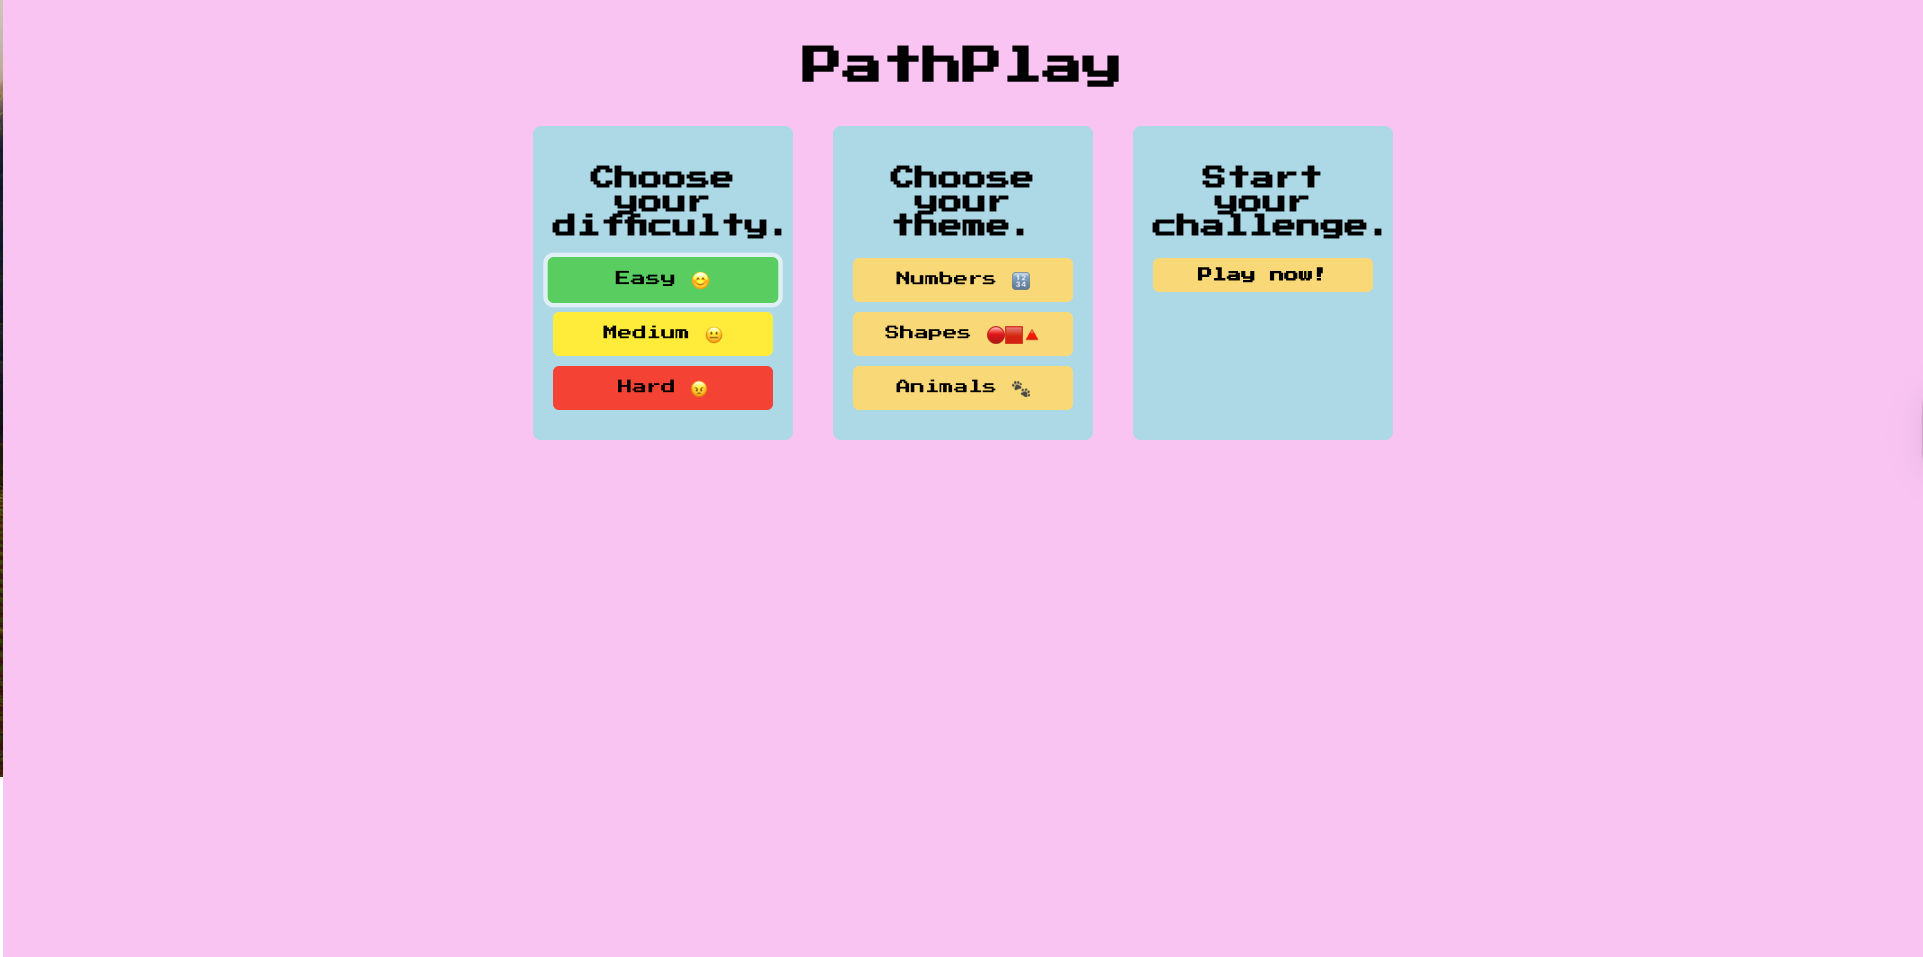 PathPlay
Choose
your
difficulty.
Easy 😊
Medium 😐
Hard 😠
Choose
your
theme.
Numbers 🔢
Shapes 🔴🟥🔺
Animals 🐾
Start
your
challenge.
Play now!